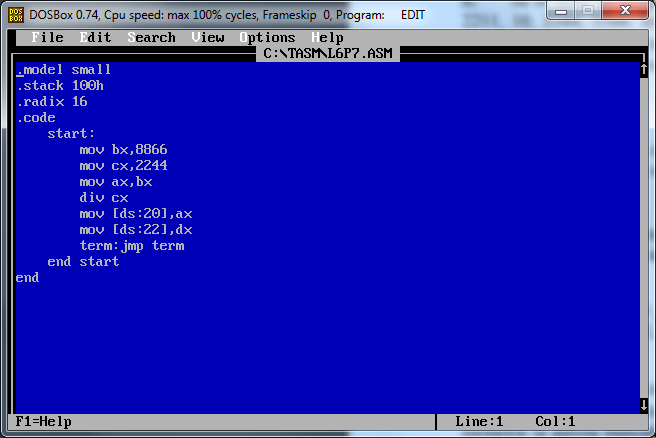 DOSBox 0.74, Cpu speed: max 100% cycles, Frameskip 0, Program: EDIT
File Edit Search View Options Help
C:\TASM\L6P7.ASM
.model small
.stack 100h
.radix 16
.code
start:
mov bx,8866
mov cx,2244
mov ax,bx
div cx
mov [ds:20],ax
mov [ds:22],dx
term:jmp term
end start
end
F1=Help Line:1 Col:1